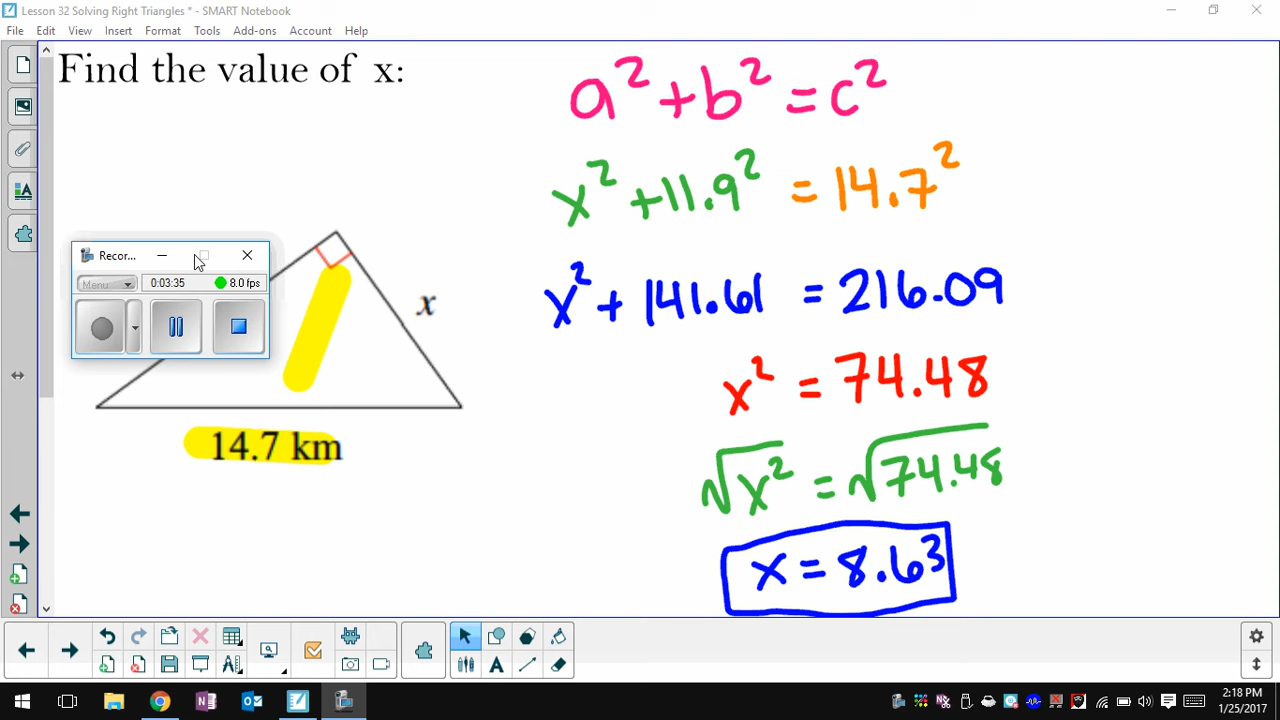 Lesson 32 Solving Right Triangles * - SMART Notebook
File Edit View Insert Format Tools Add-ons Account Help
Find the value of x:
a² + b² = c²
x² + 11.9² = 14.7²
x² + 141.61 = 216.09
x² = 74.48
√x² = √74.48
x = 8.63
Recor...
Menu 0:03:35 8.0 fps
x
14.7 km
2:18 PM
1/25/2017